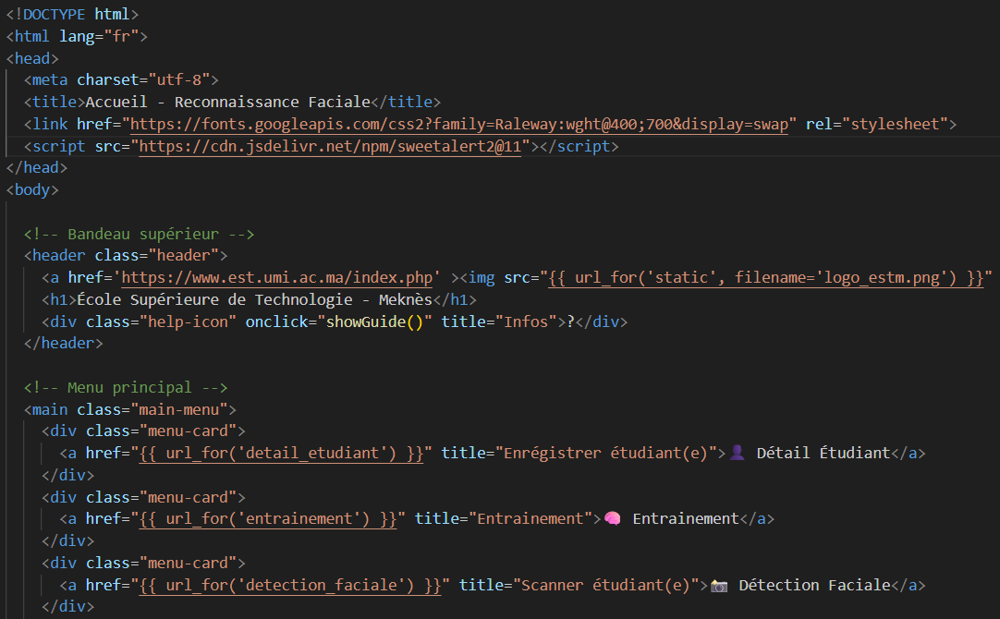 <!DOCTYPE html>
<html lang="fr">
<head>
  <meta charset="utf-8">
  <title>Accueil - Reconnaissance Faciale</title>
  <link href="https://fonts.googleapis.com/css2?family=Raleway:wght@400;700&display=swap" rel="stylesheet">
  <script src="https://cdn.jsdelivr.net/npm/sweetalert2@11"></script>
</head>
<body>

  <!-- Bandeau supérieur -->
  <header class="header">
    <a href='https://www.est.umi.ac.ma/index.php' ><img src="{{ url_for('static', filename='logo_estm.png') }}"
    <h1>École Supérieure de Technologie - Meknès</h1>
    <div class="help-icon" onclick="showGuide()" title="Infos">?</div>
  </header>

  <!-- Menu principal -->
  <main class="main-menu">
    <div class="menu-card">
      <a href="{{ url_for('detail_etudiant') }}" title="Enrégistrer étudiant(e)">👤 Détail Étudiant</a>
    </div>
    <div class="menu-card">
      <a href="{{ url_for('entrainement') }}" title="Entrainement">🧠 Entrainement</a>
    </div>
    <div class="menu-card">
      <a href="{{ url_for('detection_faciale') }}" title="Scanner étudiant(e)">📸 Détection Faciale</a>
    </div>